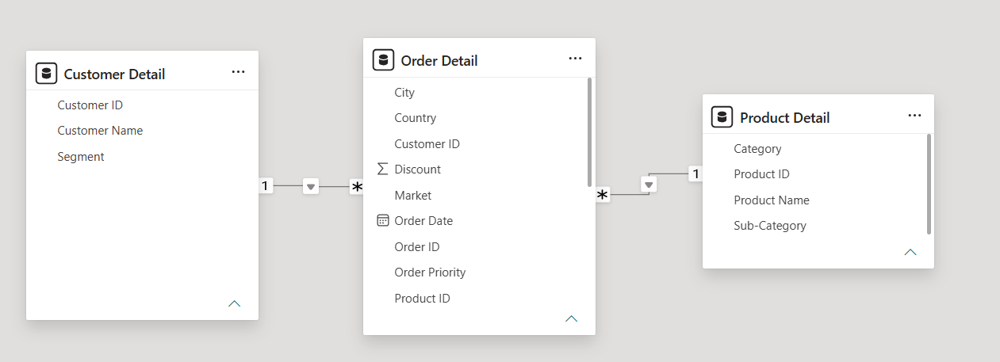 Customer Detail
Customer ID
Customer Name
Segment
1
*
Order Detail
City
Country
Customer ID
Discount
Market
Order Date
Order ID
Order Priority
Product ID
*
1
Product Detail
Category
Product ID
Product Name
Sub-Category